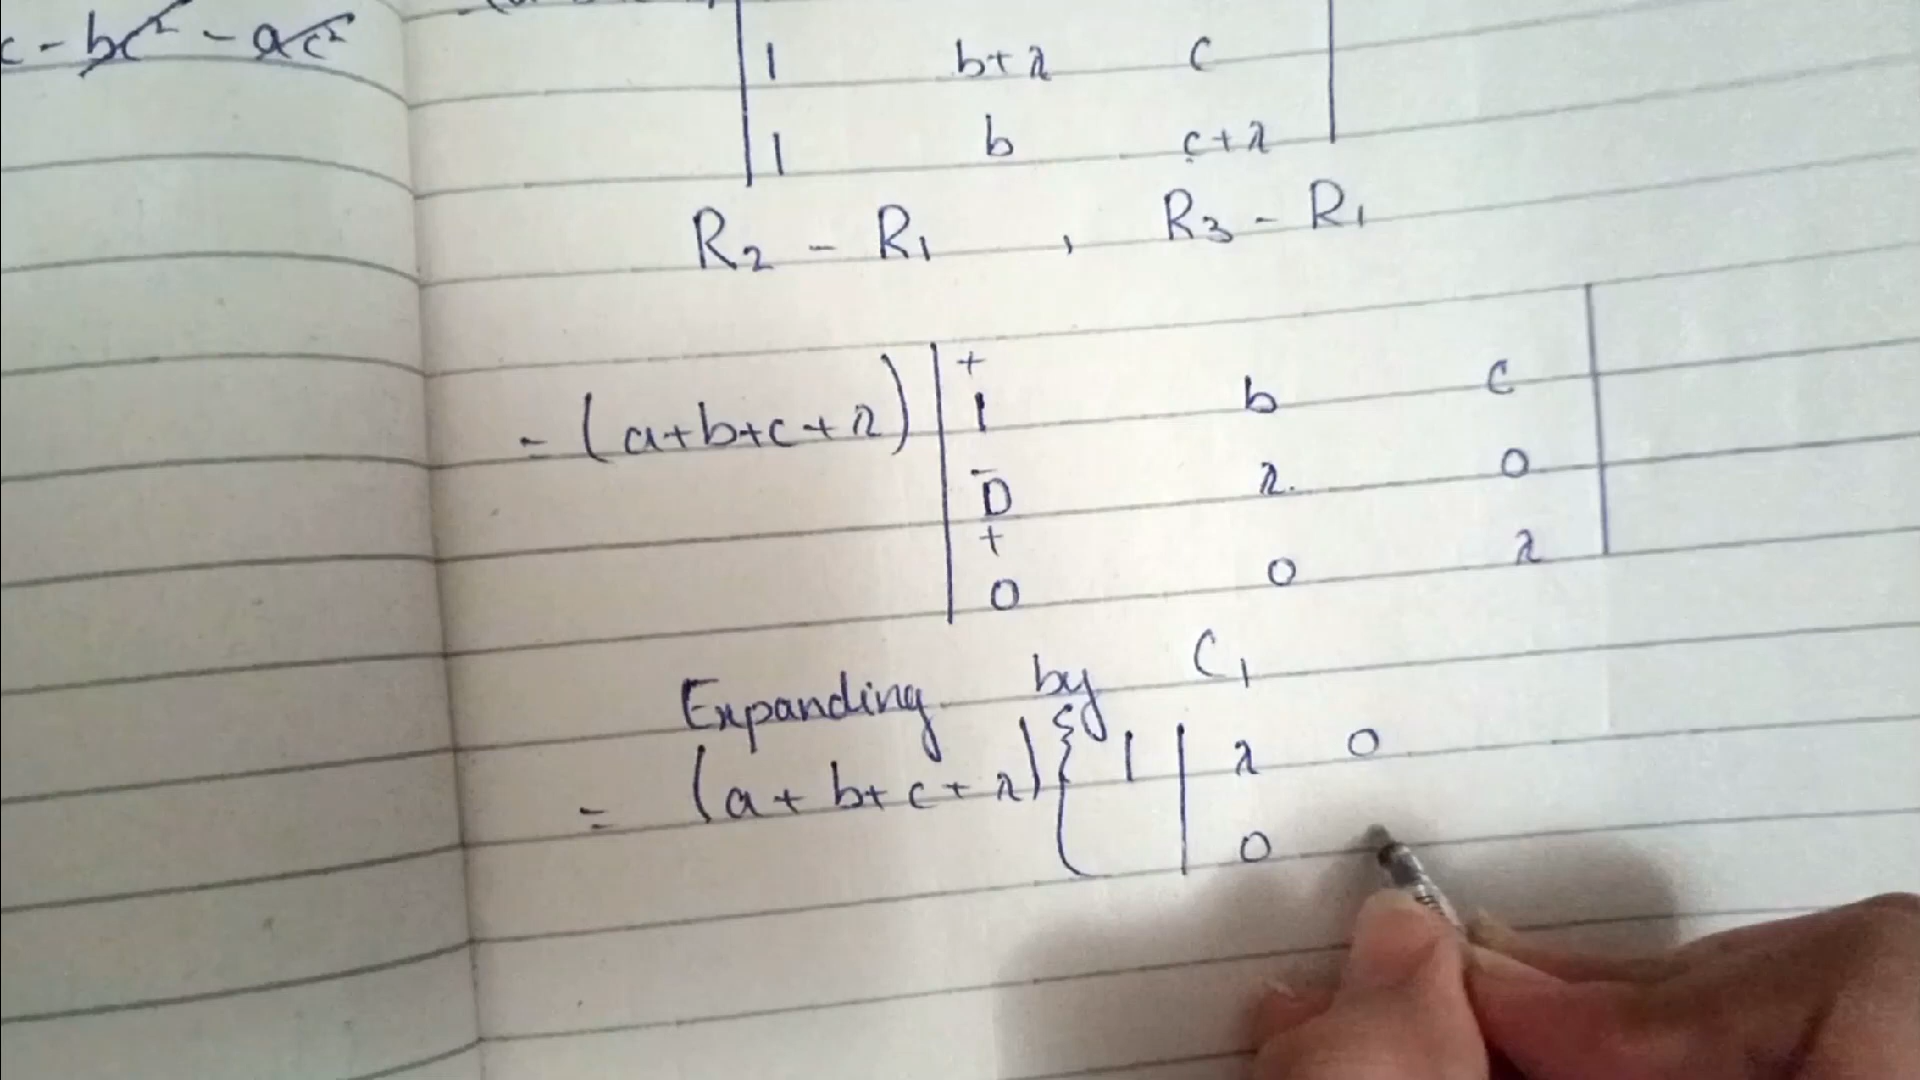 c - bc² - ac²
| 1 b+λ c |
| 1 b c+λ |
R₂ - R₁ , R₃ - R₁
+
= (a+b+c+λ) | 1 b c |
-
| 0 λ 0 |
+
| 0 0 λ |
Expanding by C₁
= (a+b+c+λ) { 1 | λ 0
0